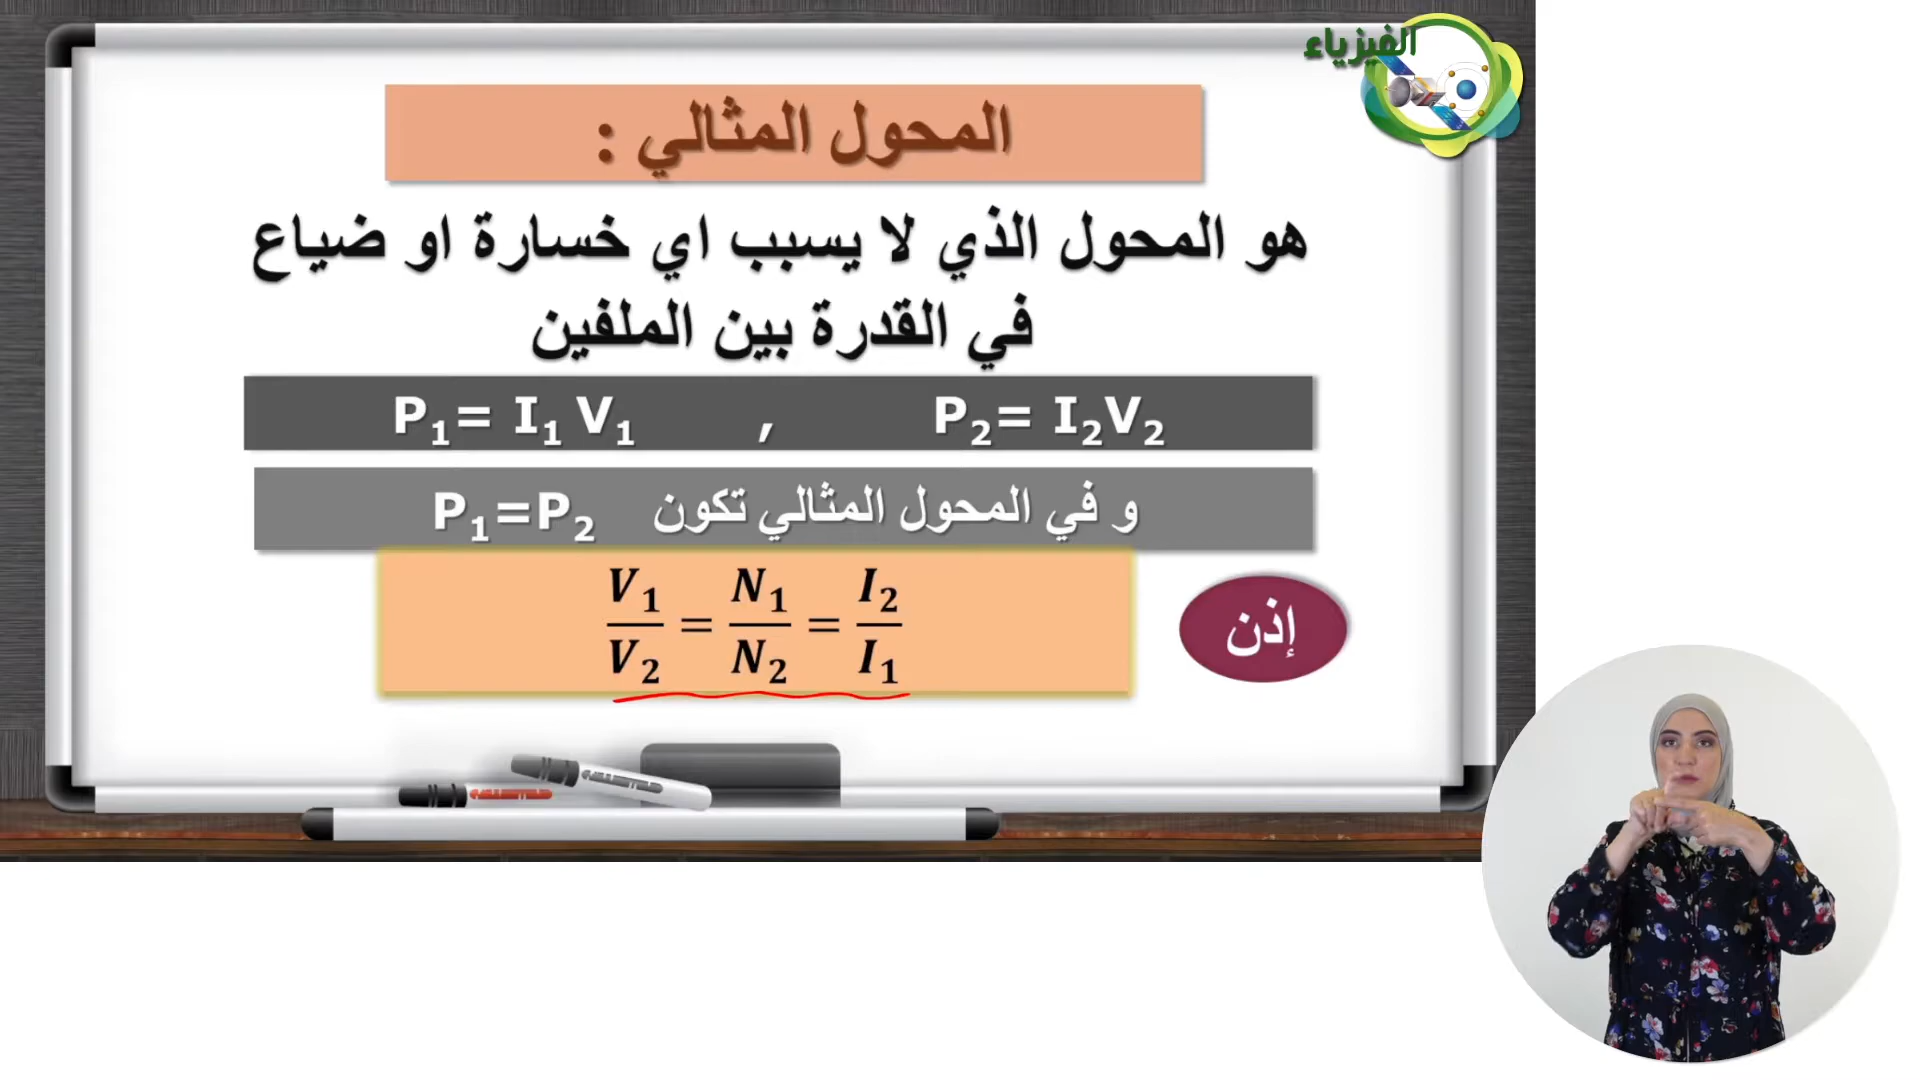 الفيزياء
المحول المثالي :
هو المحول الذي لا يسبب اي خسارة او ضياع
في القدرة بين الملفين
P₁= I₁ V₁ , P₂= I₂V₂
و في المحول المثالي تكون P₁=P₂
إذن
V₁/V₂ = N₁/N₂ = I₂/I₁